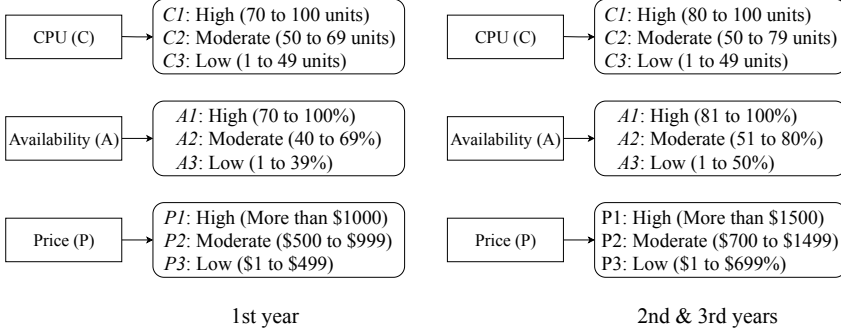 CPU (C)
C1: High (70 to 100 units)
C2: Moderate (50 to 69 units)
C3: Low (1 to 49 units)
Availability (A)
A1: High (70 to 100%)
A2: Moderate (40 to 69%)
A3: Low (1 to 39%)
Price (P)
P1: High (More than $1000)
P2: Moderate ($500 to $999)
P3: Low ($1 to $499)
1st year
CPU (C)
C1: High (80 to 100 units)
C2: Moderate (50 to 79 units)
C3: Low (1 to 49 units)
Availability (A)
A1: High (81 to 100%)
A2: Moderate (51 to 80%)
A3: Low (1 to 50%)
Price (P)
P1: High (More than $1500)
P2: Moderate ($700 to $1499)
P3: Low ($1 to $699%)
2nd & 3rd years